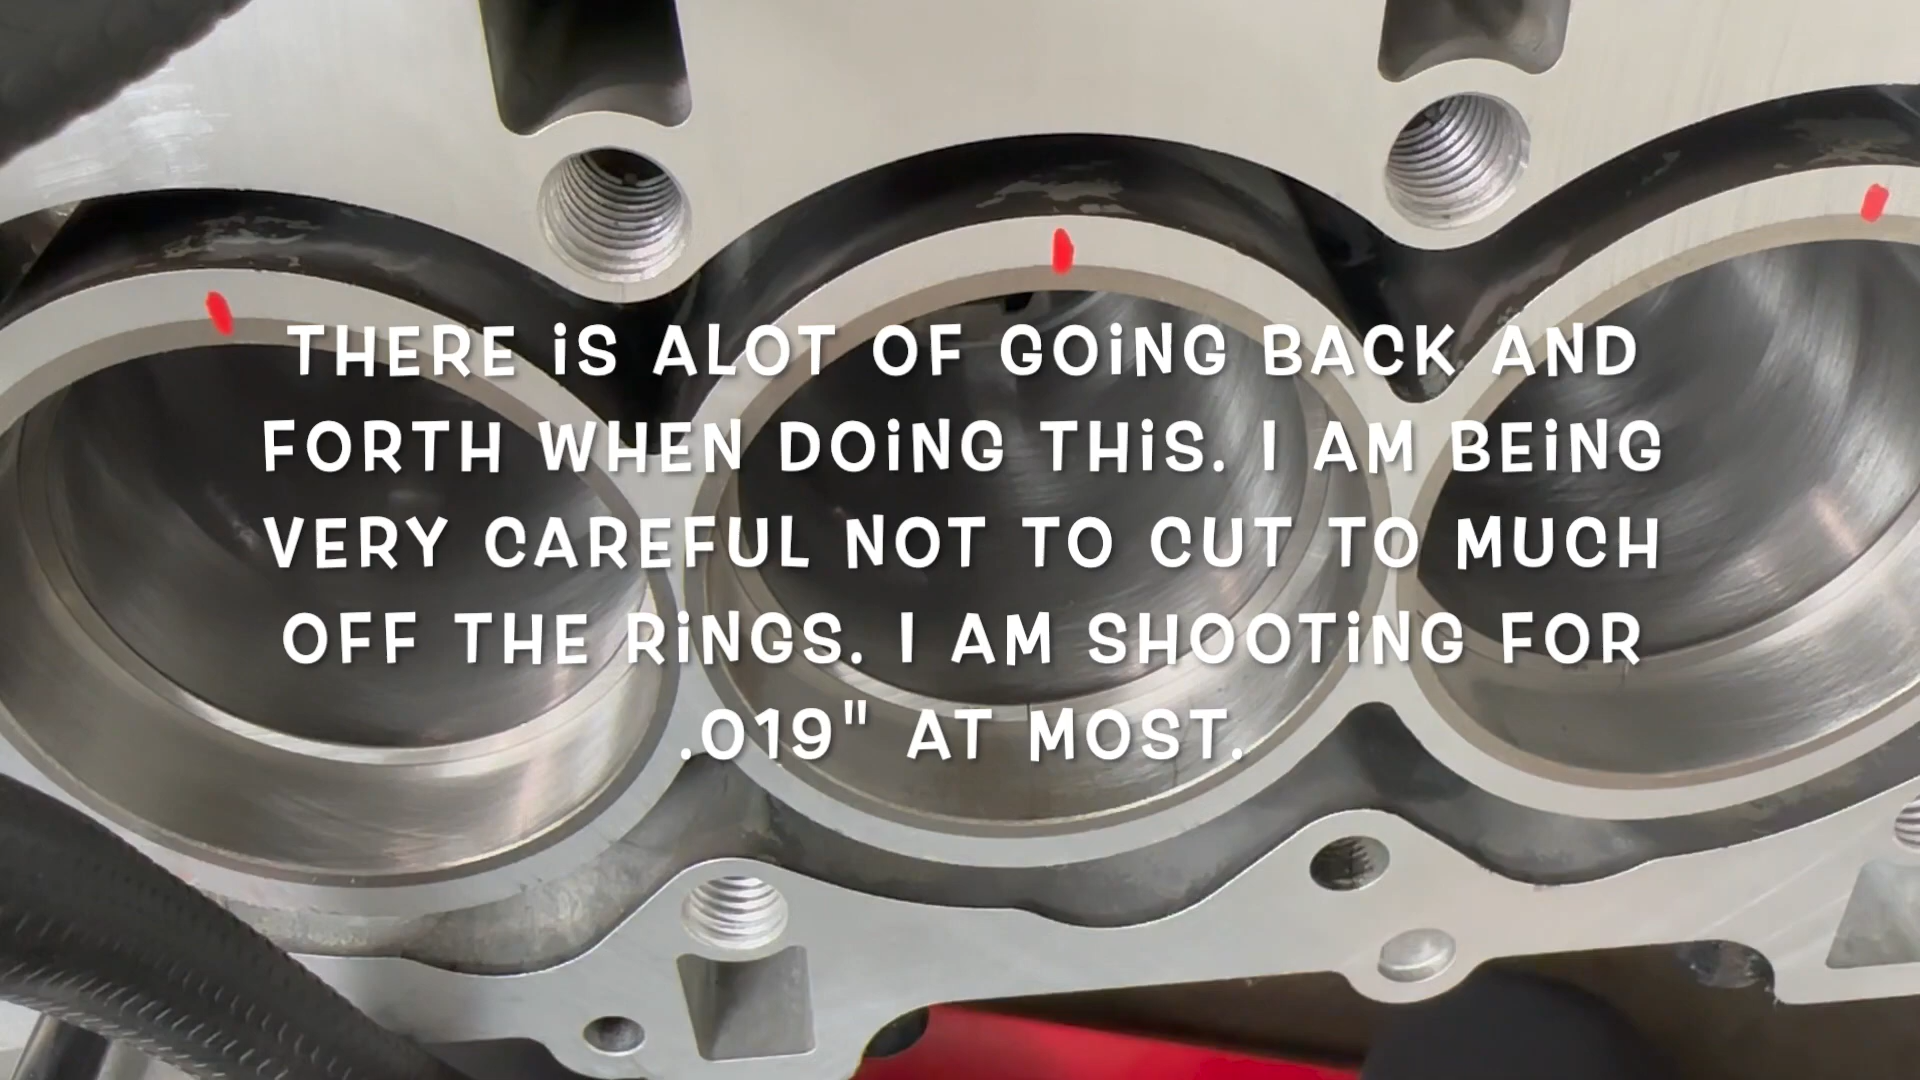 THERE iS ALOT OF GOiNG BACK AND
FORTH WHEN DOiNG THiS. I AM BEiNG
VERY CAREFUL NOT TO CUT TO MUCH
OFF THE RiNGS. I AM SHOOTiNG FOR
.019" AT MOST.